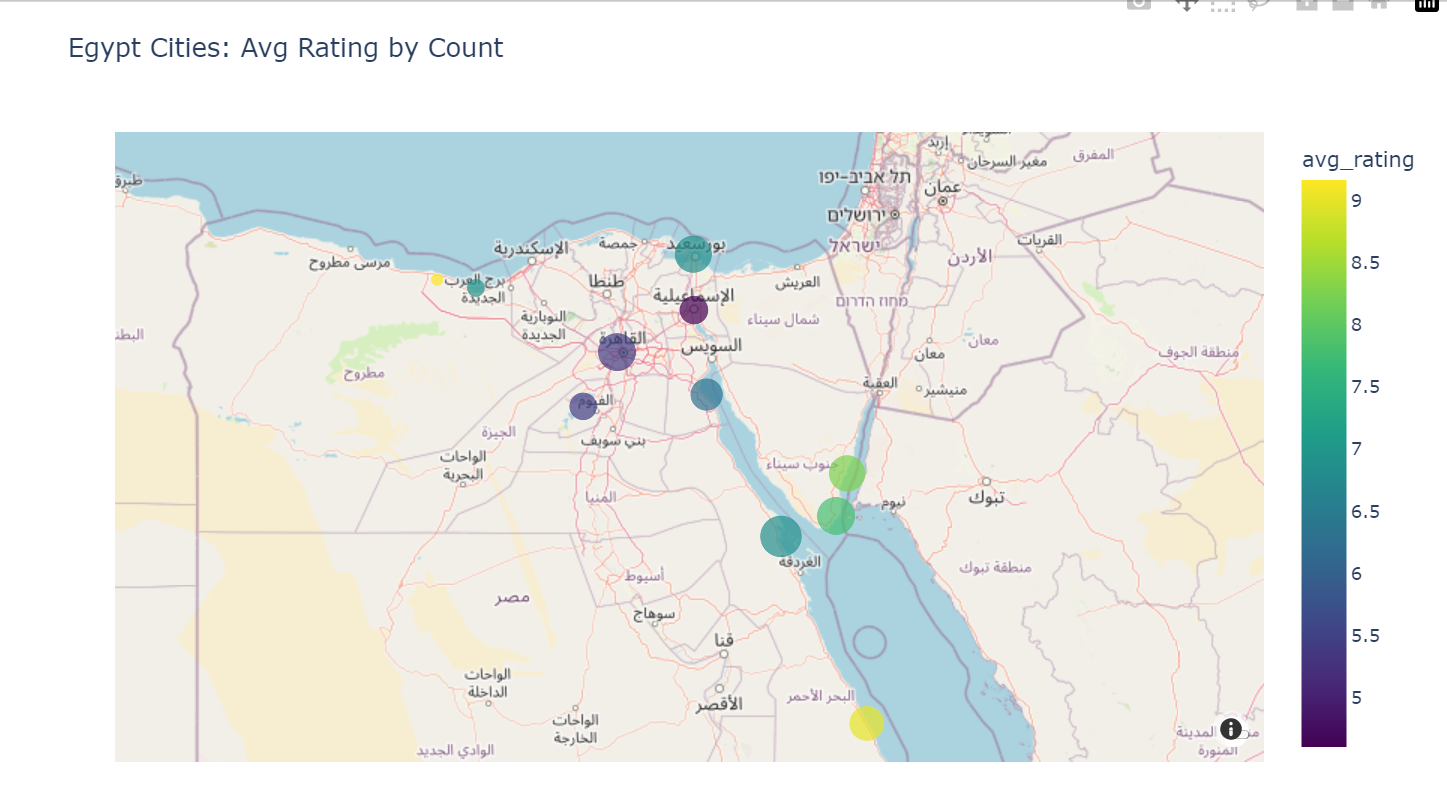 Egypt Cities: Avg Rating by Count
avg_rating
9
8.5
8
7.5
7
6.5
6
5.5
5
إربد
مغير السرحان
المفرق
طبرق
תל אביב-יפו
عمان
ירושלים
ישראל
القريات
الأردن
مرسى مطروح
الإسكندرية
جمصة
بورسعيد
برج العرب
الجديدة
طنطا
العريش
الإسماعيلية
מחוז הדרום
النوبارية
الجديدة
شمال سيناء
القاهرة
السويس
معان
معان
منطقة الجوف
مطروح
العقبة
منيشير
الفيوم
الجيزة
بني سويف
الواحات
البحرية
جنوب سيناء
تبوك
نيوم
المنيا
الغردقة
منطقة تبوك
أسيوط
مصر
سوهاج
قنا
الواحات
الداخلة
الأقصر
البحر الأحمر
الواحات
الخارجة
الوادي الجديد
المدينة
المنورة